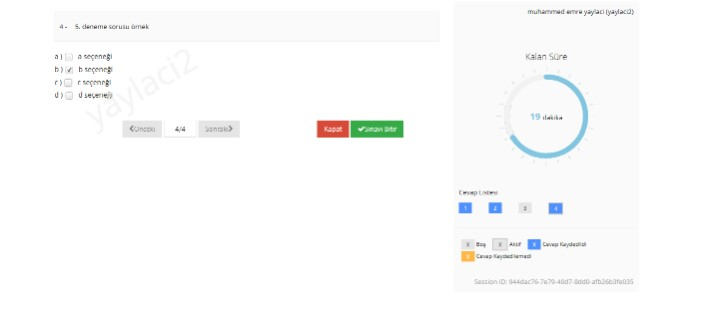 muhammed emre yaylaci (yaylaci2)
4 - 5. deneme sorusu örnek
a ) a seçeneği
b ) b seçeneği
c ) c seçeneği
d ) d seçeneği
yaylaci2
Önceki 4/4 Sonraki Kapat Sınavı Bitir
Kalan Süre
19 dakika
Cevap Listesi
1 2 3 4
X Boş X Aktif X Cevap Kaydedildi
X Cevap Kaydedilemedi
Session ID: 944dac76-7e79-46d7-8dd0-afb26b3fe035